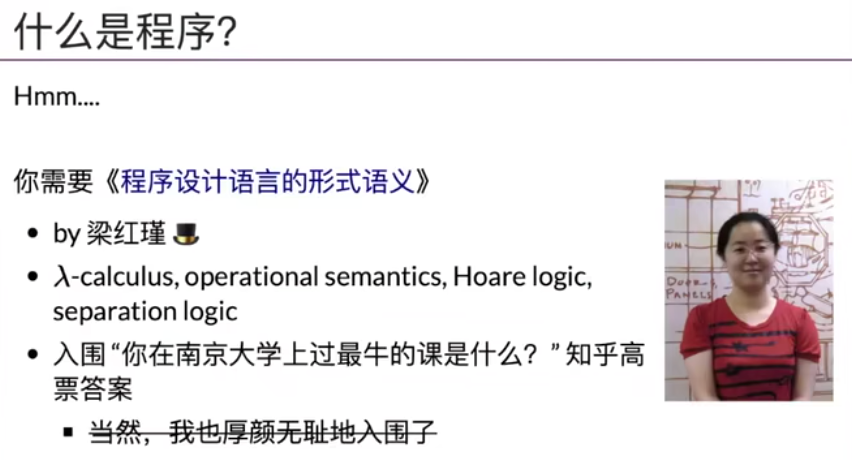 什么是程序?
Hmm....
你需要《程序设计语言的形式语义》
by 梁红瑾 🎩
λ-calculus, operational semantics, Hoare logic,
separation logic
入围 “你在南京大学上过最牛的课是什么？” 知乎高
票答案
当然，我也厚颜无耻地入围了
DOOR
PANELS